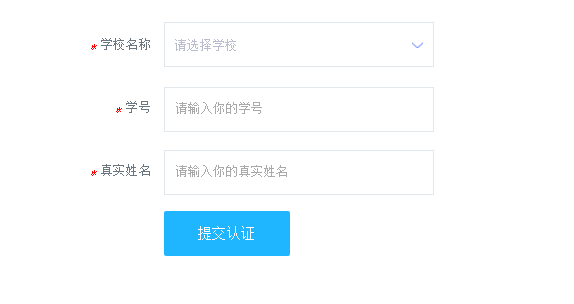 * 学校名称 请选择学校
* 学号 请输入你的学号
* 真实姓名 请输入你的真实姓名
提交认证